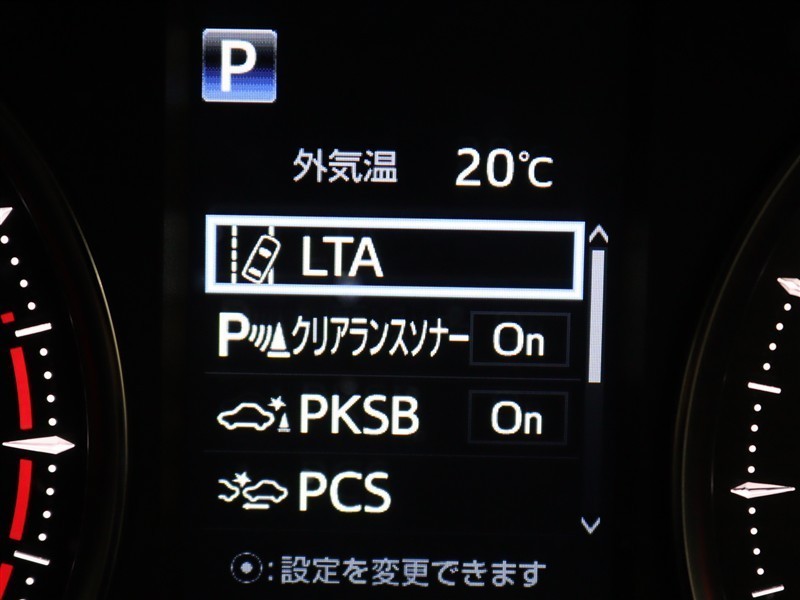 P
外気温 20℃
LTA
Pクリアランスソナー On
PKSB On
PCS
:設定を変更できます